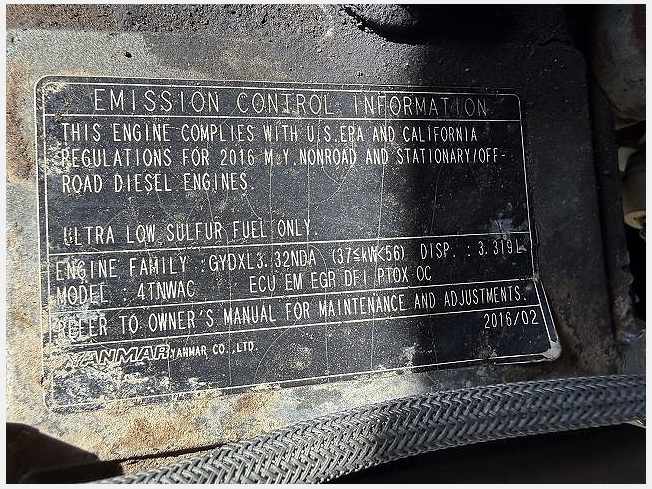 EMISSION CONTROL INFORMATION
THIS ENGINE COMPLIES WITH U.S.EPA AND CALIFORNIA
REGULATIONS FOR 2016 M.Y.NONROAD AND STATIONARY/OFF-
ROAD DIESEL ENGINES.
ULTRA LOW SULFUR FUEL ONLY.
ENGINE FAMILY :GYDXL3.32NDA (37≤kW<56) DISP. :3.319L
MODEL : 4TNWAC ECU EM EGR DFI PTOX OC
REFER TO OWNER'S MANUAL FOR MAINTENANCE AND ADJUSTMENTS.
2016/02
YANMAR YANMAR CO.,LTD.